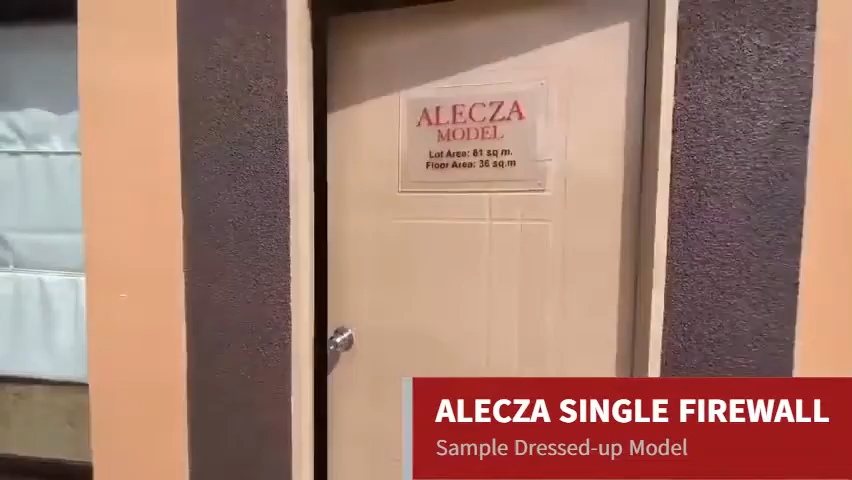 ALECZA
MODEL
Lot Area: 81 sq m.
Floor Area: 36 sq.m
ALECZA SINGLE FIREWALL
Sample Dressed-up Model